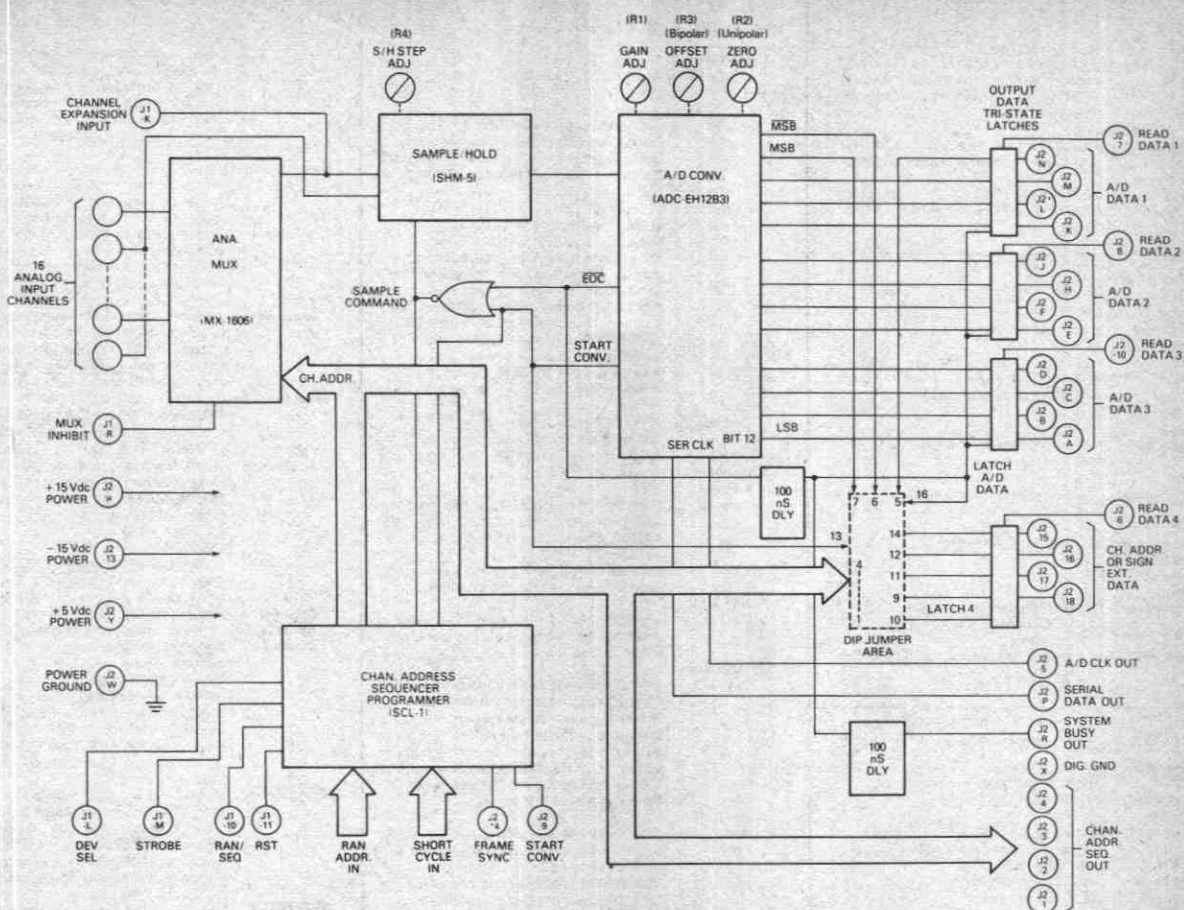 (R1)
(R3)
(Bipolar)
(R2)
(Unipolar)
(R4)
S/H STEP
ADJ
GAIN
ADJ
OFFSET
ADJ
ZERO
ADJ
CHANNEL
EXPANSION
INPUT
J1
-K
SAMPLE/HOLD
(SHM-5)
A/D CONV.
(ADC-EH12B3)
MSB
MSB
OUTPUT
DATA
TRI-STATE
LATCHES
J2
7
READ
DATA 1
J2
N
J2
M
J2
L
J2
K
A/D
DATA 1
16
ANALOG
INPUT
CHANNELS
ANA.
MUX
(MX-1606)
J2
8
READ
DATA 2
J2
J
J2
H
J2
F
J2
E
A/D
DATA 2
SAMPLE
COMMAND
EOC
START
CONV.
CH. ADDR.
J2
-10
READ
DATA 3
J2
D
J2
C
J2
B
J2
A
A/D
DATA 3
MUX
INHIBIT
J1
-R
LSB
SER CLK
BIT 12
+ 15 Vdc
POWER
J2
100
nS
DLY
LATCH
A/D
DATA
7 6 5
16
13
14
12
11
9
10
4
1
LATCH 4
DIP JUMPER
AREA
J2
-6
READ
DATA 4
J2
15
J2
16
J2
17
J2
18
CH. ADDR
OR SIGN
EXT.
DATA
- 15 Vdc
POWER
J2
13
+ 5 Vdc
POWER
J2
Y
POWER
GROUND
J2
W
CHAN. ADDRESS
SEQUENCER
PROGRAMMER
(SCL-1)
J2
5
A/D CLK OUT
J2
P
SERIAL
DATA OUT
J2
R
SYSTEM
BUSY
OUT
100
nS
DLY
J2
X
DIG. GND
J2
4
J2
3
J2
2
J2
1
CHAN.
ADDR.
SEQ.
OUT
J1
-L
DEV
SEL
J1
-M
STROBE
J1
-10
RAN/
SEQ
J1
-11
RST
RAN
ADDR.
IN
SHORT
CYCLE
IN
FRAME
SYNC
J2
9
START
CONV.